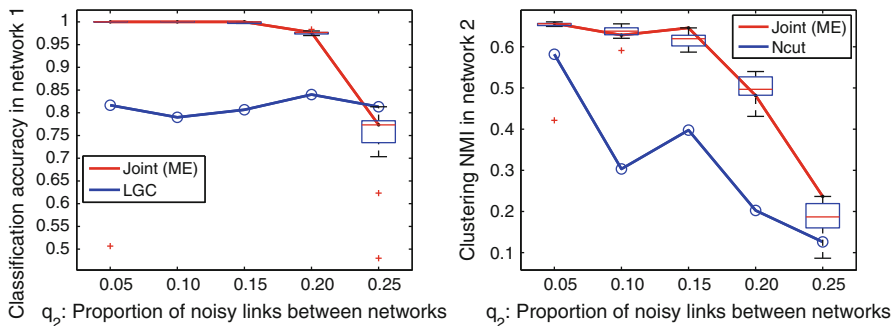 Classification accuracy in network 1
1
0.95
0.9
0.85
0.8
0.75
0.7
0.65
0.6
0.55
0.5
Joint (ME)
LGC
0.05 0.10 0.15 0.20 0.25
q2: Proportion of noisy links between networks
Clustering NMI in network 2
0.6
0.5
0.4
0.3
0.2
0.1
Joint (ME)
Ncut
0.05 0.10 0.15 0.20 0.25
q2: Proportion of noisy links between networks